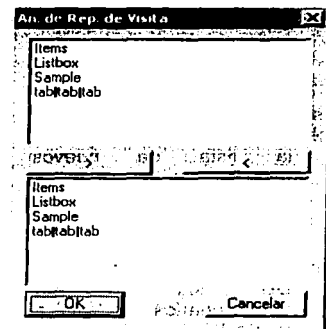 An. de Rep. de Visita
Items
Listbox
Sample
tab|tab|tab
> <
Items
Listbox
Sample
tab|tab|tab
OK Cancelar